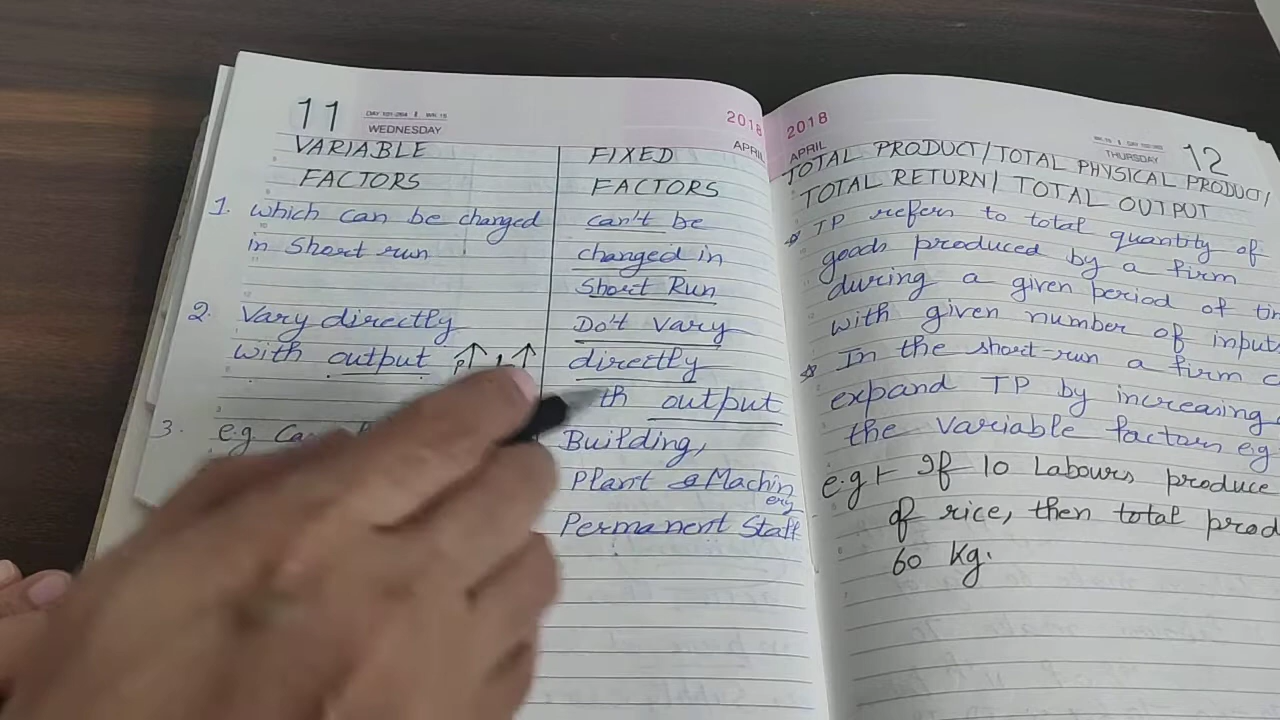 11
WEDNESDAY
2018
APRIL
VARIABLE
FACTORS
1. which can be changed
in Short run
2. Vary directly
with output
3. e.g.
FIXED
FACTORS
can't be
changed in
Short Run
Do't vary
directly
output
Building,
Plant & Machin
ery
Permanent Staff
2018
APRIL
THURSDAY
12
TOTAL PRODUCT/TOTAL PHYSICAL PRODUCT/
TOTAL RETURN/ TOTAL OUTPUT
TP refers to total quantity of
goods produced by a firm
during a given period of
with given number of inputs
In the short-run a firm
expand TP by increasing
the variable factors e.g
e.g:- If 10 Labours produce
of rice, then total prod
60 Kg.